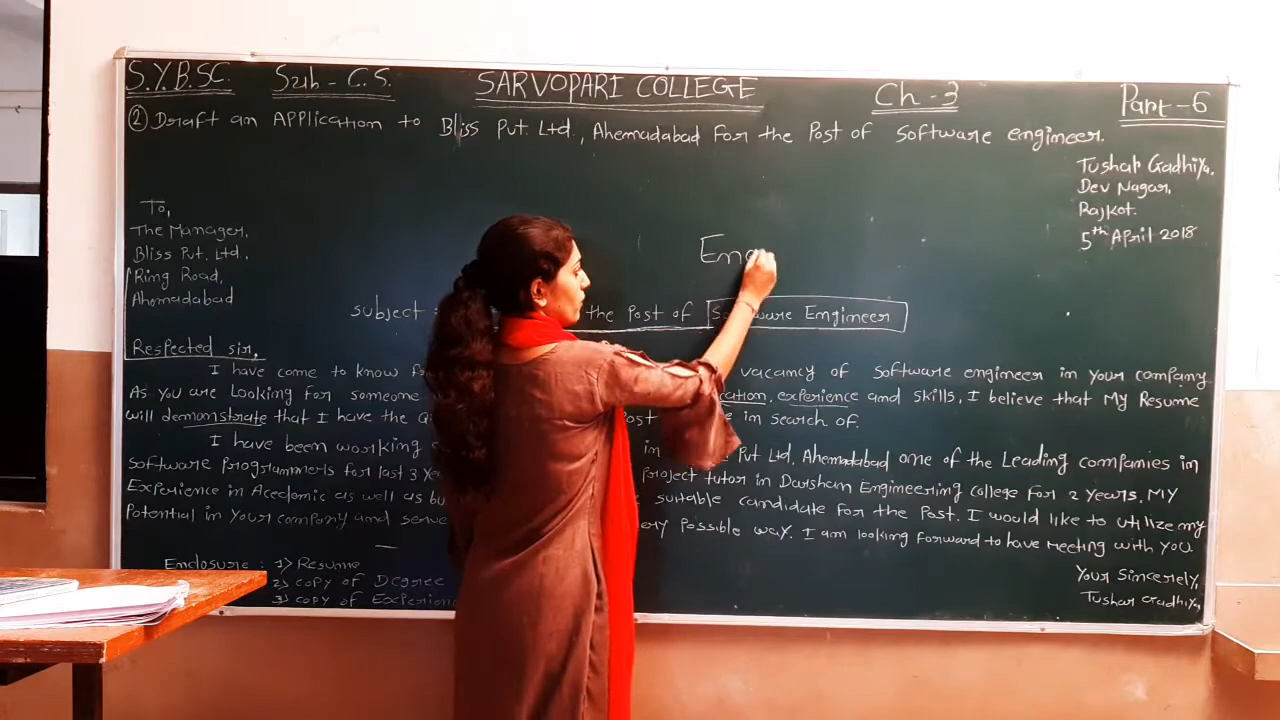 S.Y.B.SC. Sub - C.S. SARVOPARI COLLEGE Ch - 3 Part - 6
② Draft an Application to Bliss Pvt. Ltd., Ahemadabad For the Post of Software engineer.
Tushar Gadhiya,
Dev Nagar,
Rajkot.
5th April 2018
To,
The Manager,
Bliss Pvt. Ltd.,
Ring Road,
Ahemadabad
Eng
subject : the Post of Software Engineer
Respected sir,
I have come to know vacancy of Software engineer in your company
As you are Looking For someone experience and skills, I believe that My Resume
will demonstrate that I have the in search of.
I have been working in Pvt Ltd, Ahemadabad one of the Leading companies in
Software Programmers for last 3 project tutor in Darshan Engineering college For 2 years. MY
Experience in Acedemic as well as suitable candidate for the Post. I would like to utilize my
Potential in your company and serve possible way. I am looking forward to have meeting with you.
Enclosure : 1) Resume
2) copy of Degree
3) copy of
Your Sincerely,
Tushar Gadhiya,